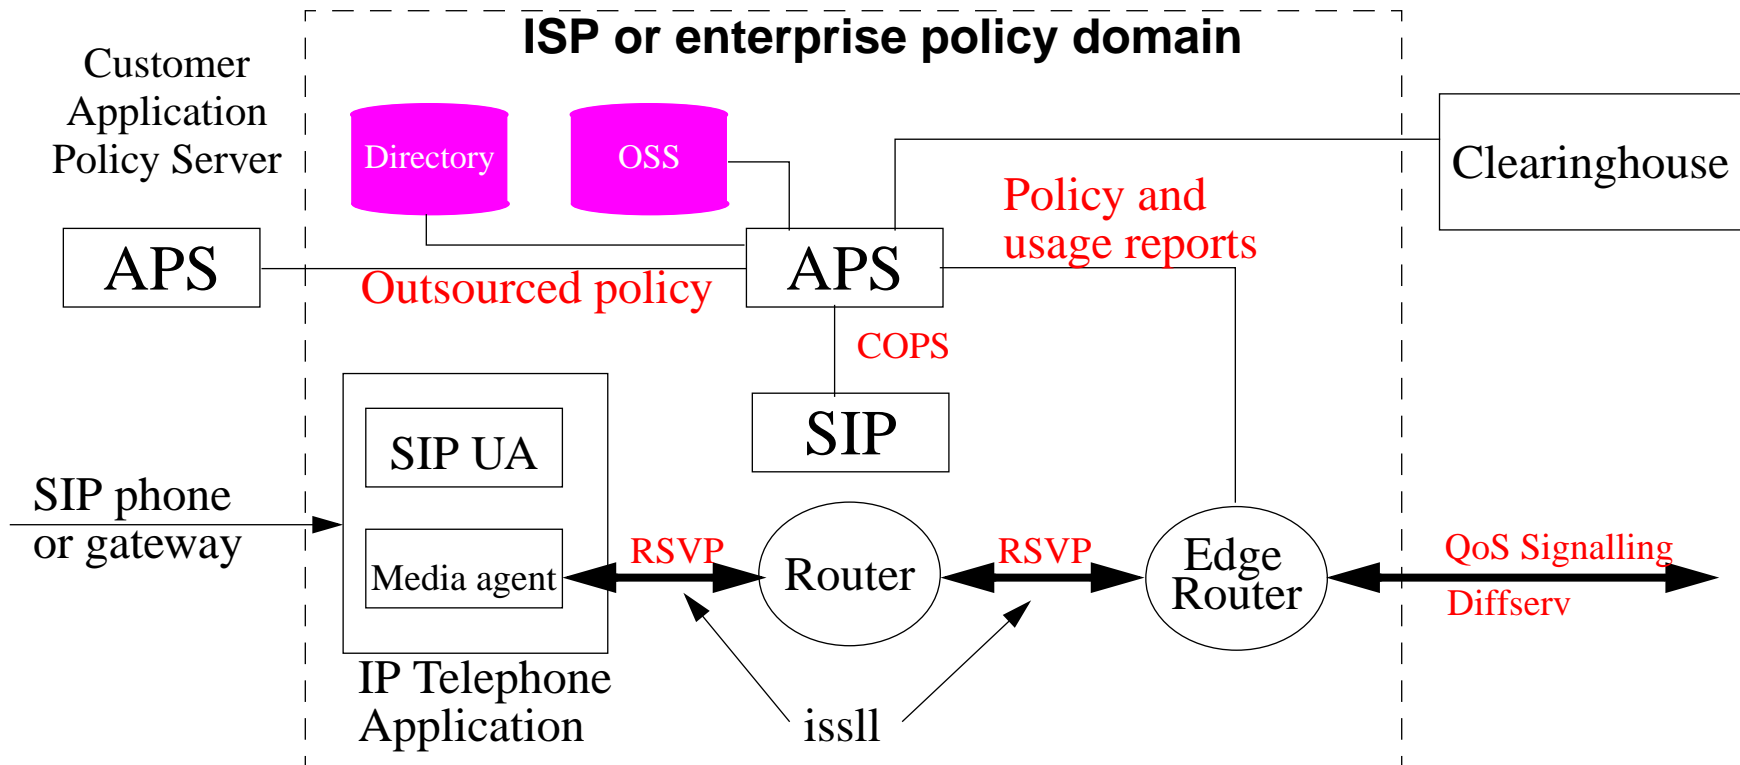 ISP or enterprise policy domain
Customer
Application
Policy Server
Directory
OSS
Clearinghouse
Policy and
usage reports
APS
APS
Outsourced policy
COPS
SIP UA
SIP
SIP phone
or gateway
Media agent
RSVP
Router
RSVP
Edge
Router
QoS Signalling
Diffserv
IP Telephone
Application
issll